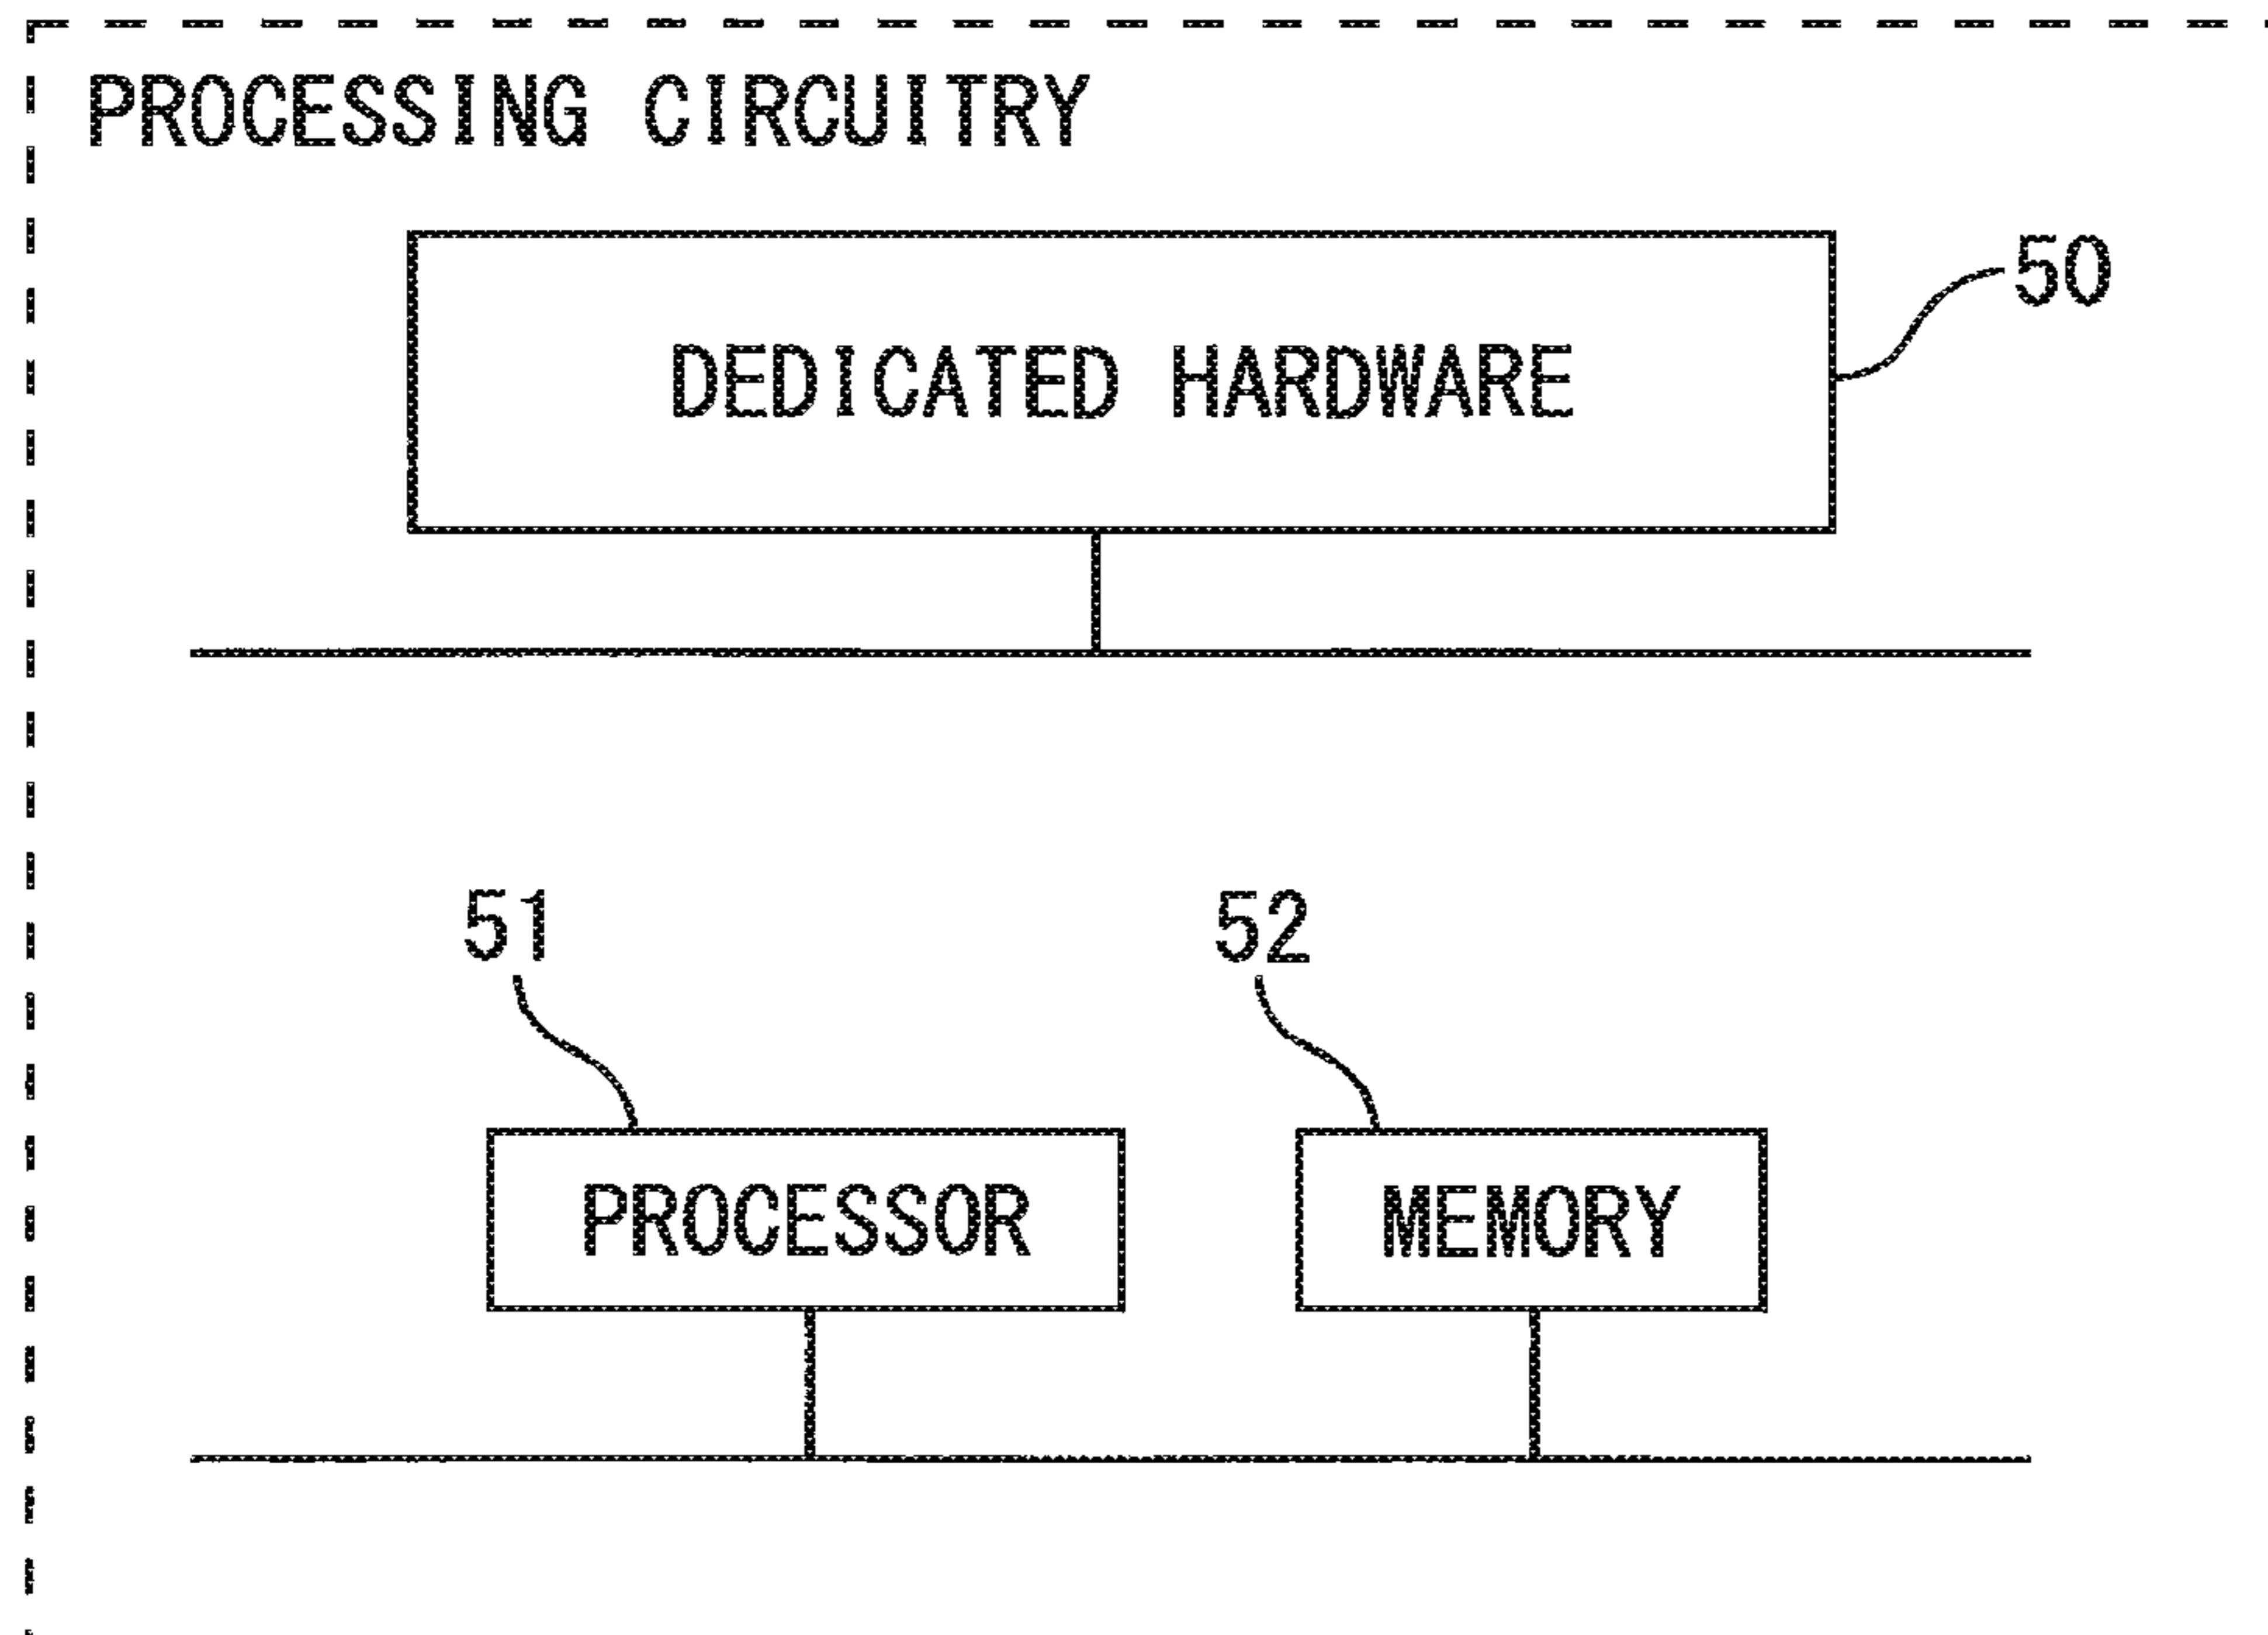 PROCESSING CIRCUITRY
50
DEDICATED HARDWARE
51 52
PROCESSOR MEMORY